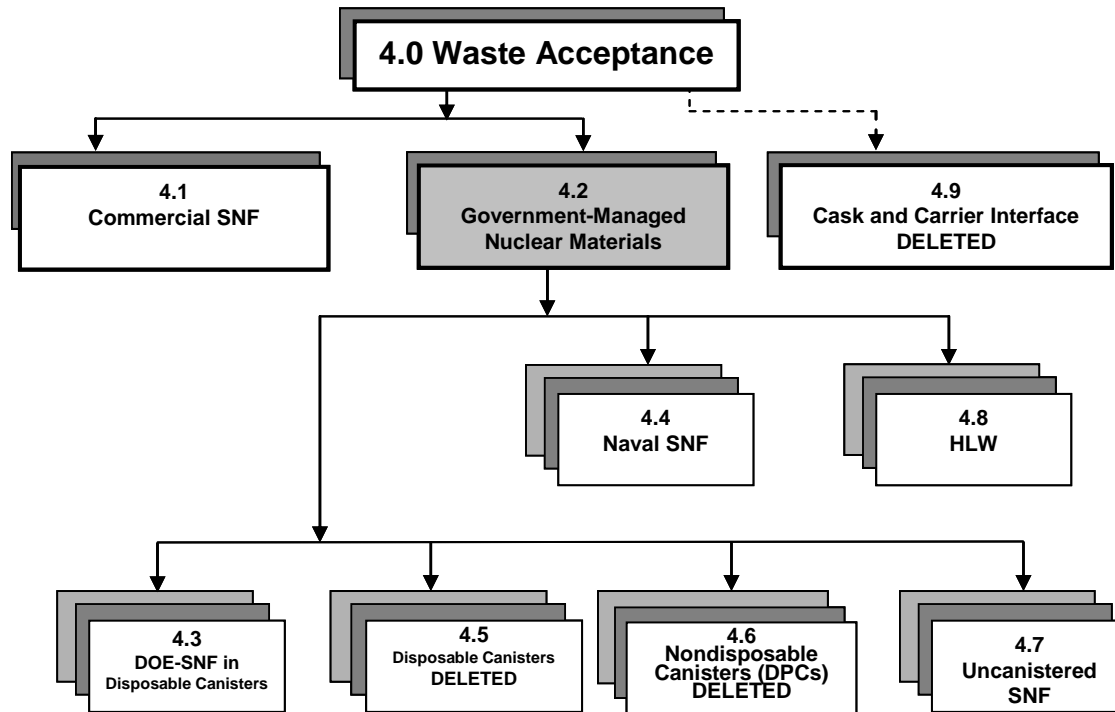 4.0 Waste Acceptance
4.1
Commercial SNF
4.2
Government-Managed
Nuclear Materials
4.9
Cask and Carrier Interface
DELETED
4.4
Naval SNF
4.8
HLW
4.3
DOE-SNF in
Disposable Canisters
4.5
Disposable Canisters
DELETED
4.6
Nondisposable
Canisters (DPCs)
DELETED
4.7
Uncanistered
SNF